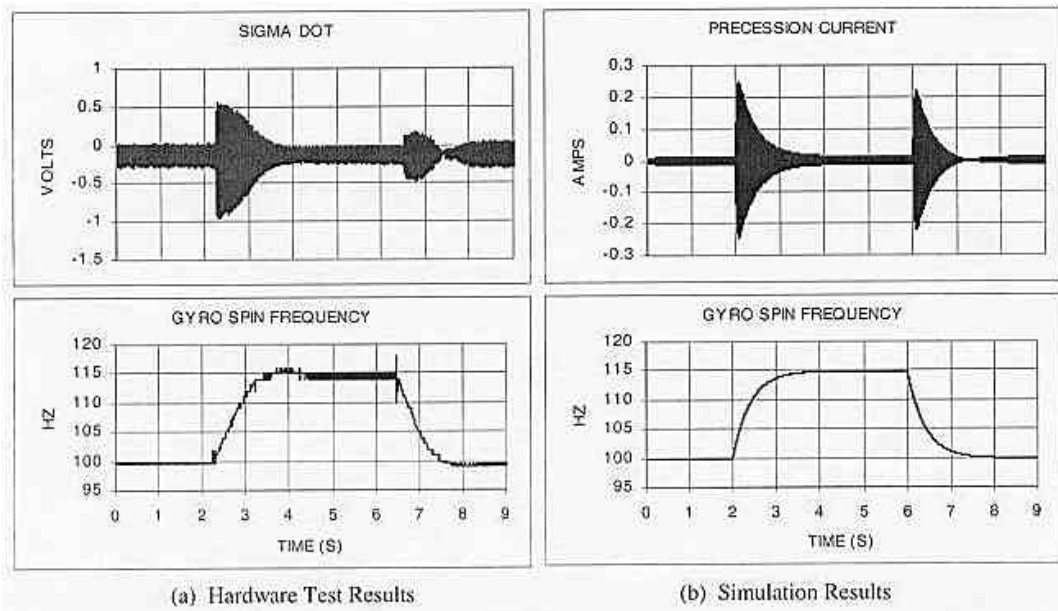 SIGMA DOT
1
0.5
0
-0.5
-1
-1.5
VOLTS
GYRO SPIN FREQUENCY
120
115
110
105
100
95
HZ
0 1 2 3 4 5 6 7 8 9
TIME (S)
(a) Hardware Test Results
PRECESSION CURRENT
0.3
0.2
0.1
0
-0.1
-0.2
-0.3
AMPS
GYRO SPIN FREQUENCY
120
115
110
105
100
95
HZ
0 1 2 3 4 5 6 7 8 9
TIME (S)
(b) Simulation Results